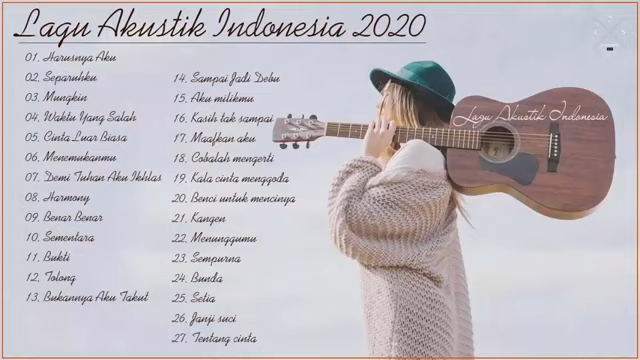 Lagu Akustik Indonesia 2020
01. Harusnya Aku
02. Separuhku
03. Mungkin
04. Waktu Yang Salah
05. Cinta Luar Biasa
06. Menemukanmu
07. Demi Tuhan Aku Ikhlas
08. Harmony
09. Benar Benar
10. Sementara
11. Bukti
12. Tolong
13. Bukannya Aku Takut
14. Sampai Jadi Debu
15. Aku milikmu
16. Kasih tak sampai
17. Maafkan aku
18. Cobalah mengerti
19. Kala cinta menggoda
20. Benci untuk mencinya
21. Kangen
22. Menunggumu
23. Sempurna
24. Bunda
25. Setia
26. Janji suci
27. Tentang cinta
Lagu Akustik Indonesia